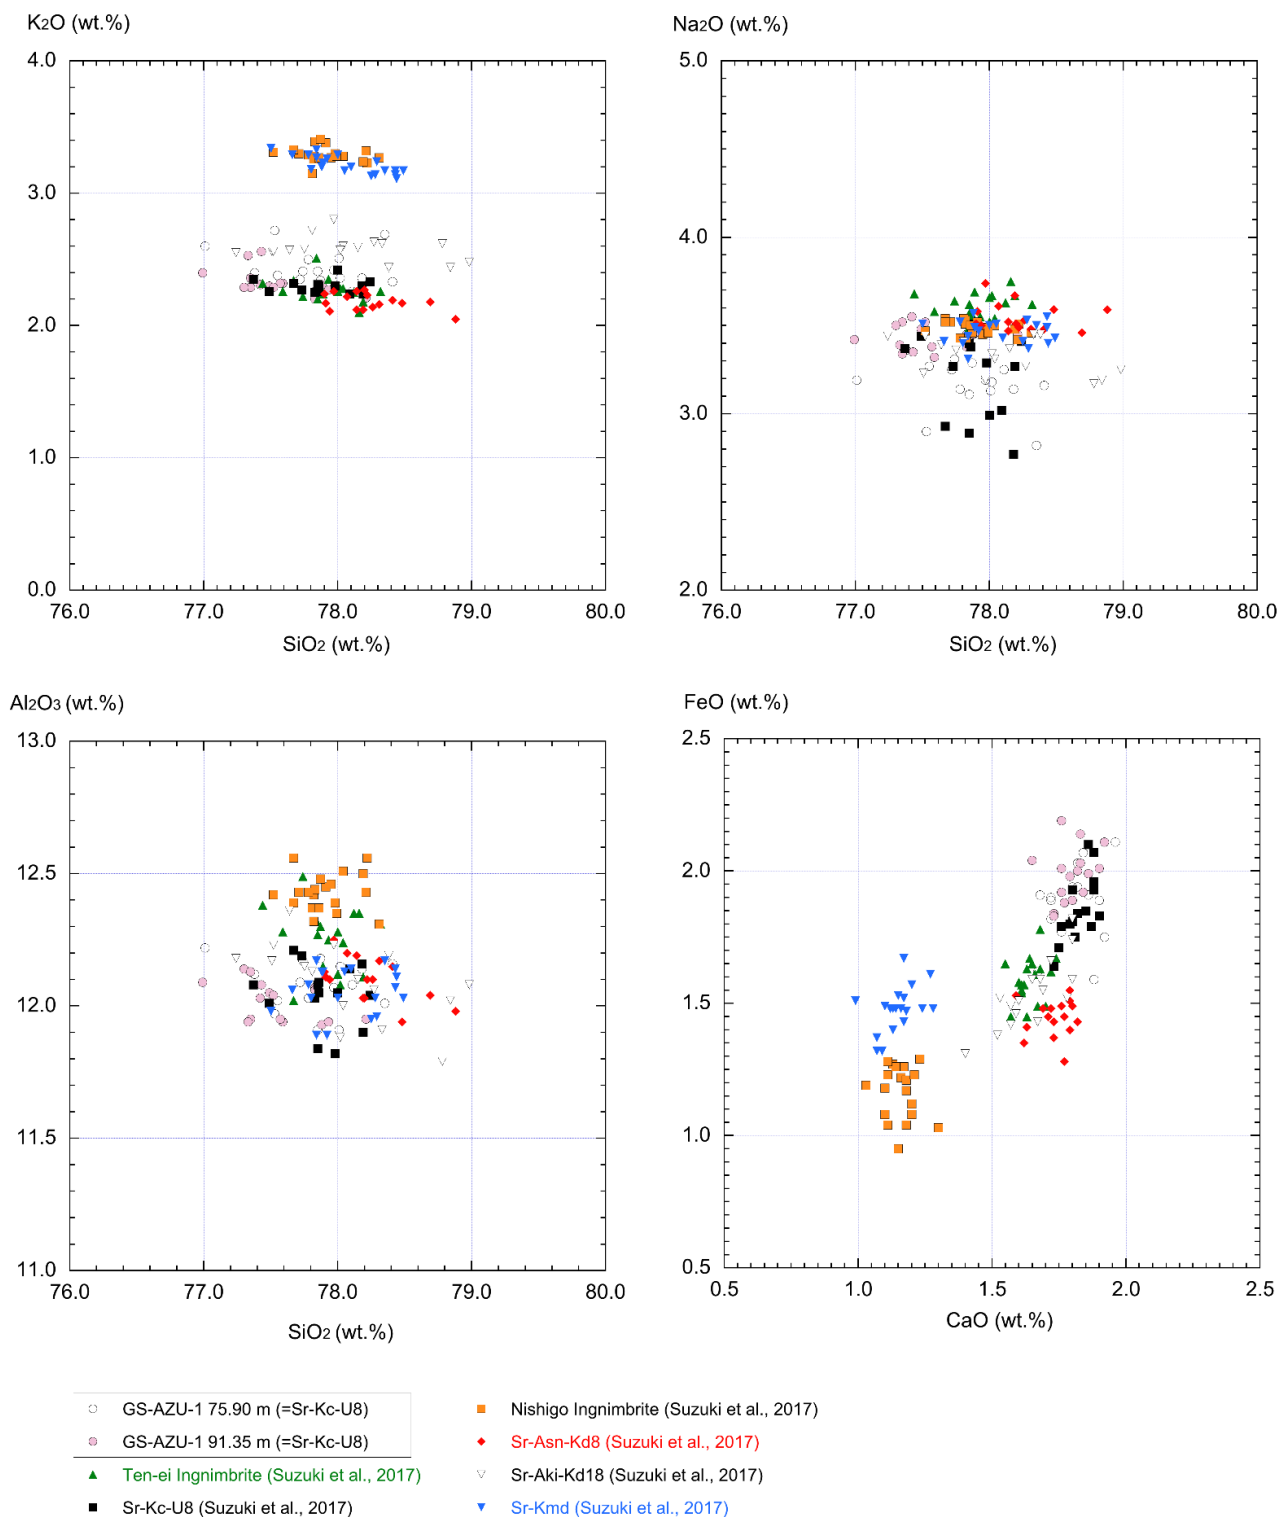 K2O (wt.%)
4.0
3.0
2.0
1.0
0.0
76.0 77.0 78.0 79.0 80.0
SiO2 (wt.%)
Na2O (wt.%)
5.0
4.0
3.0
2.0
76.0 77.0 78.0 79.0 80.0
SiO2 (wt.%)
Al2O3 (wt.%)
13.0
12.5
12.0
11.5
11.0
76.0 77.0 78.0 79.0 80.0
SiO2 (wt.%)
FeO (wt.%)
2.5
2.0
1.5
1.0
0.5
0.5 1.0 1.5 2.0 2.5
CaO (wt.%)
GS-AZU-1 75.90 m (=Sr-Kc-U8)
GS-AZU-1 91.35 m (=Sr-Kc-U8)
Ten-ei Ingnimbrite (Suzuki et al., 2017)
Sr-Kc-U8 (Suzuki et al., 2017)
Nishigo Ingnimbrite (Suzuki et al., 2017)
Sr-Asn-Kd8 (Suzuki et al., 2017)
Sr-Aki-Kd18 (Suzuki et al., 2017)
Sr-Kmd (Suzuki et al., 2017)